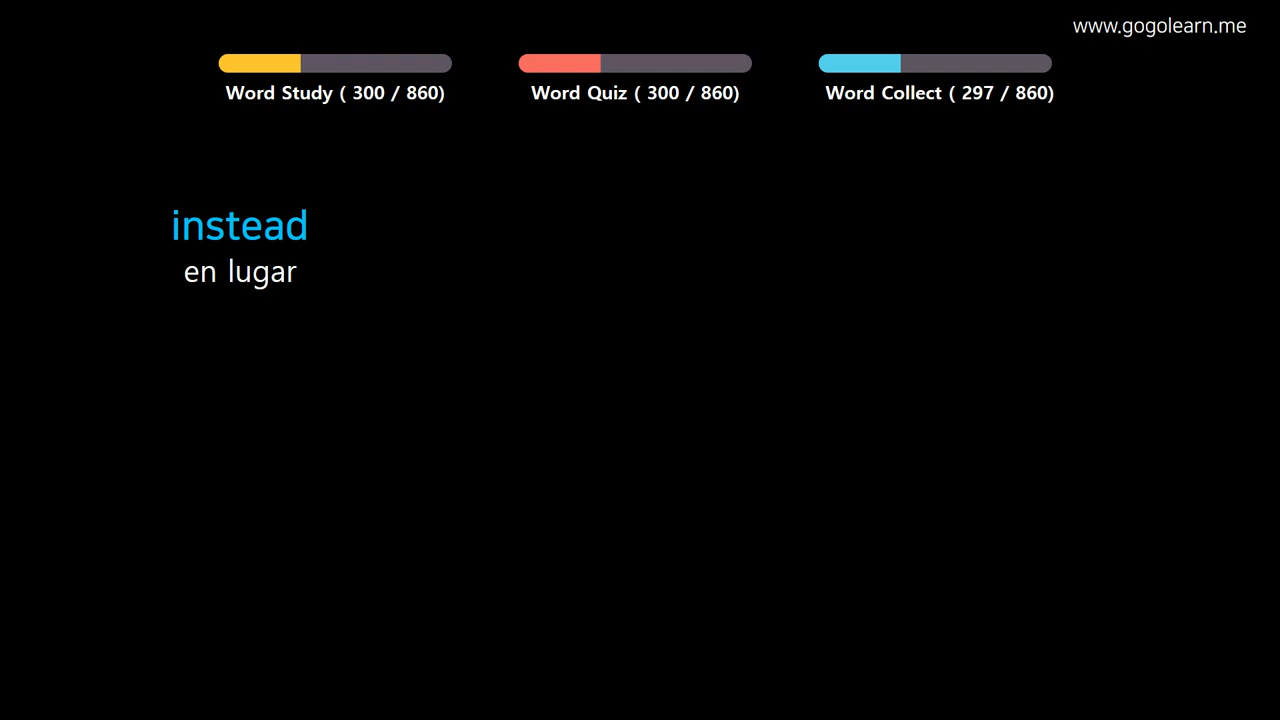 www.gogolearn.me
Word Study ( 300 / 860)
Word Quiz ( 300 / 860)
Word Collect ( 297 / 860)
instead
en lugar